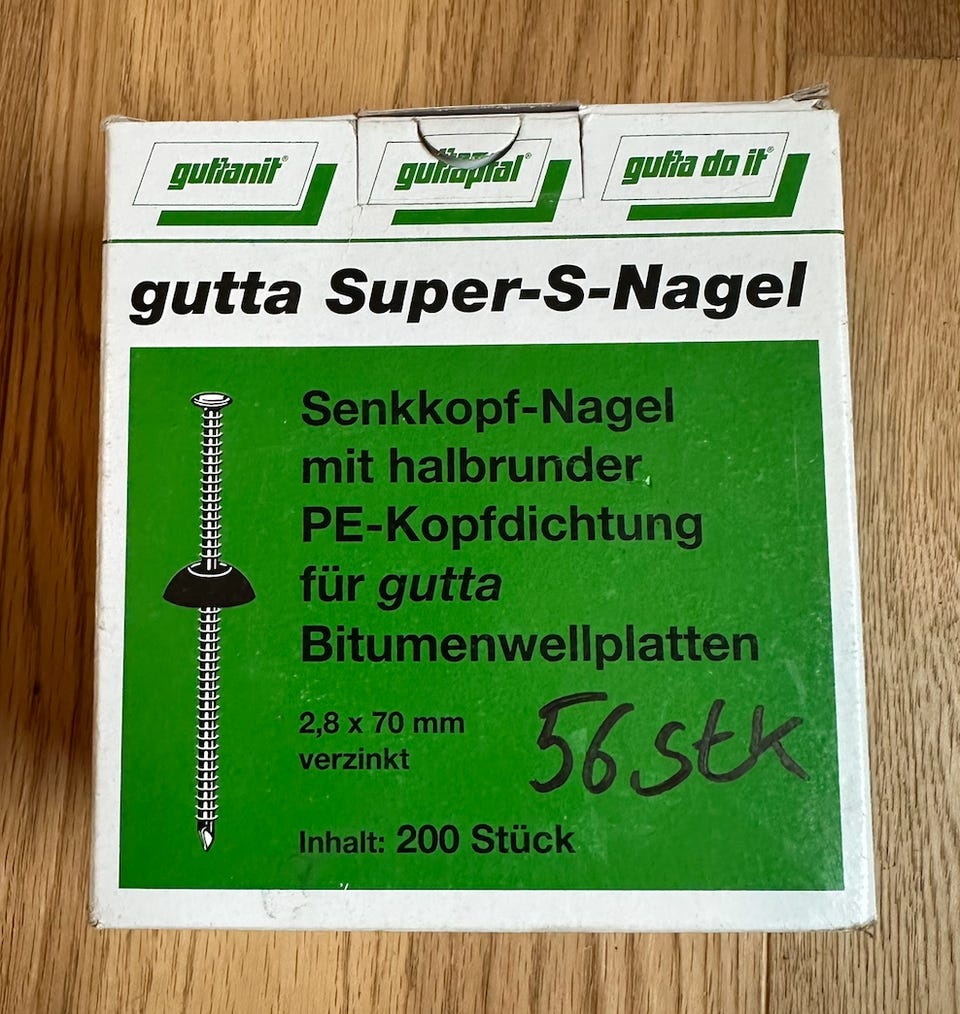 guttanit®
guttapral®
gutta do it®
gutta Super-S-Nagel
Senkkopf-Nagel
mit halbrunder
PE-Kopfdichtung
für gutta
Bitumenwellplatten
2,8 x 70 mm
verzinkt
56 stk
Inhalt: 200 Stück